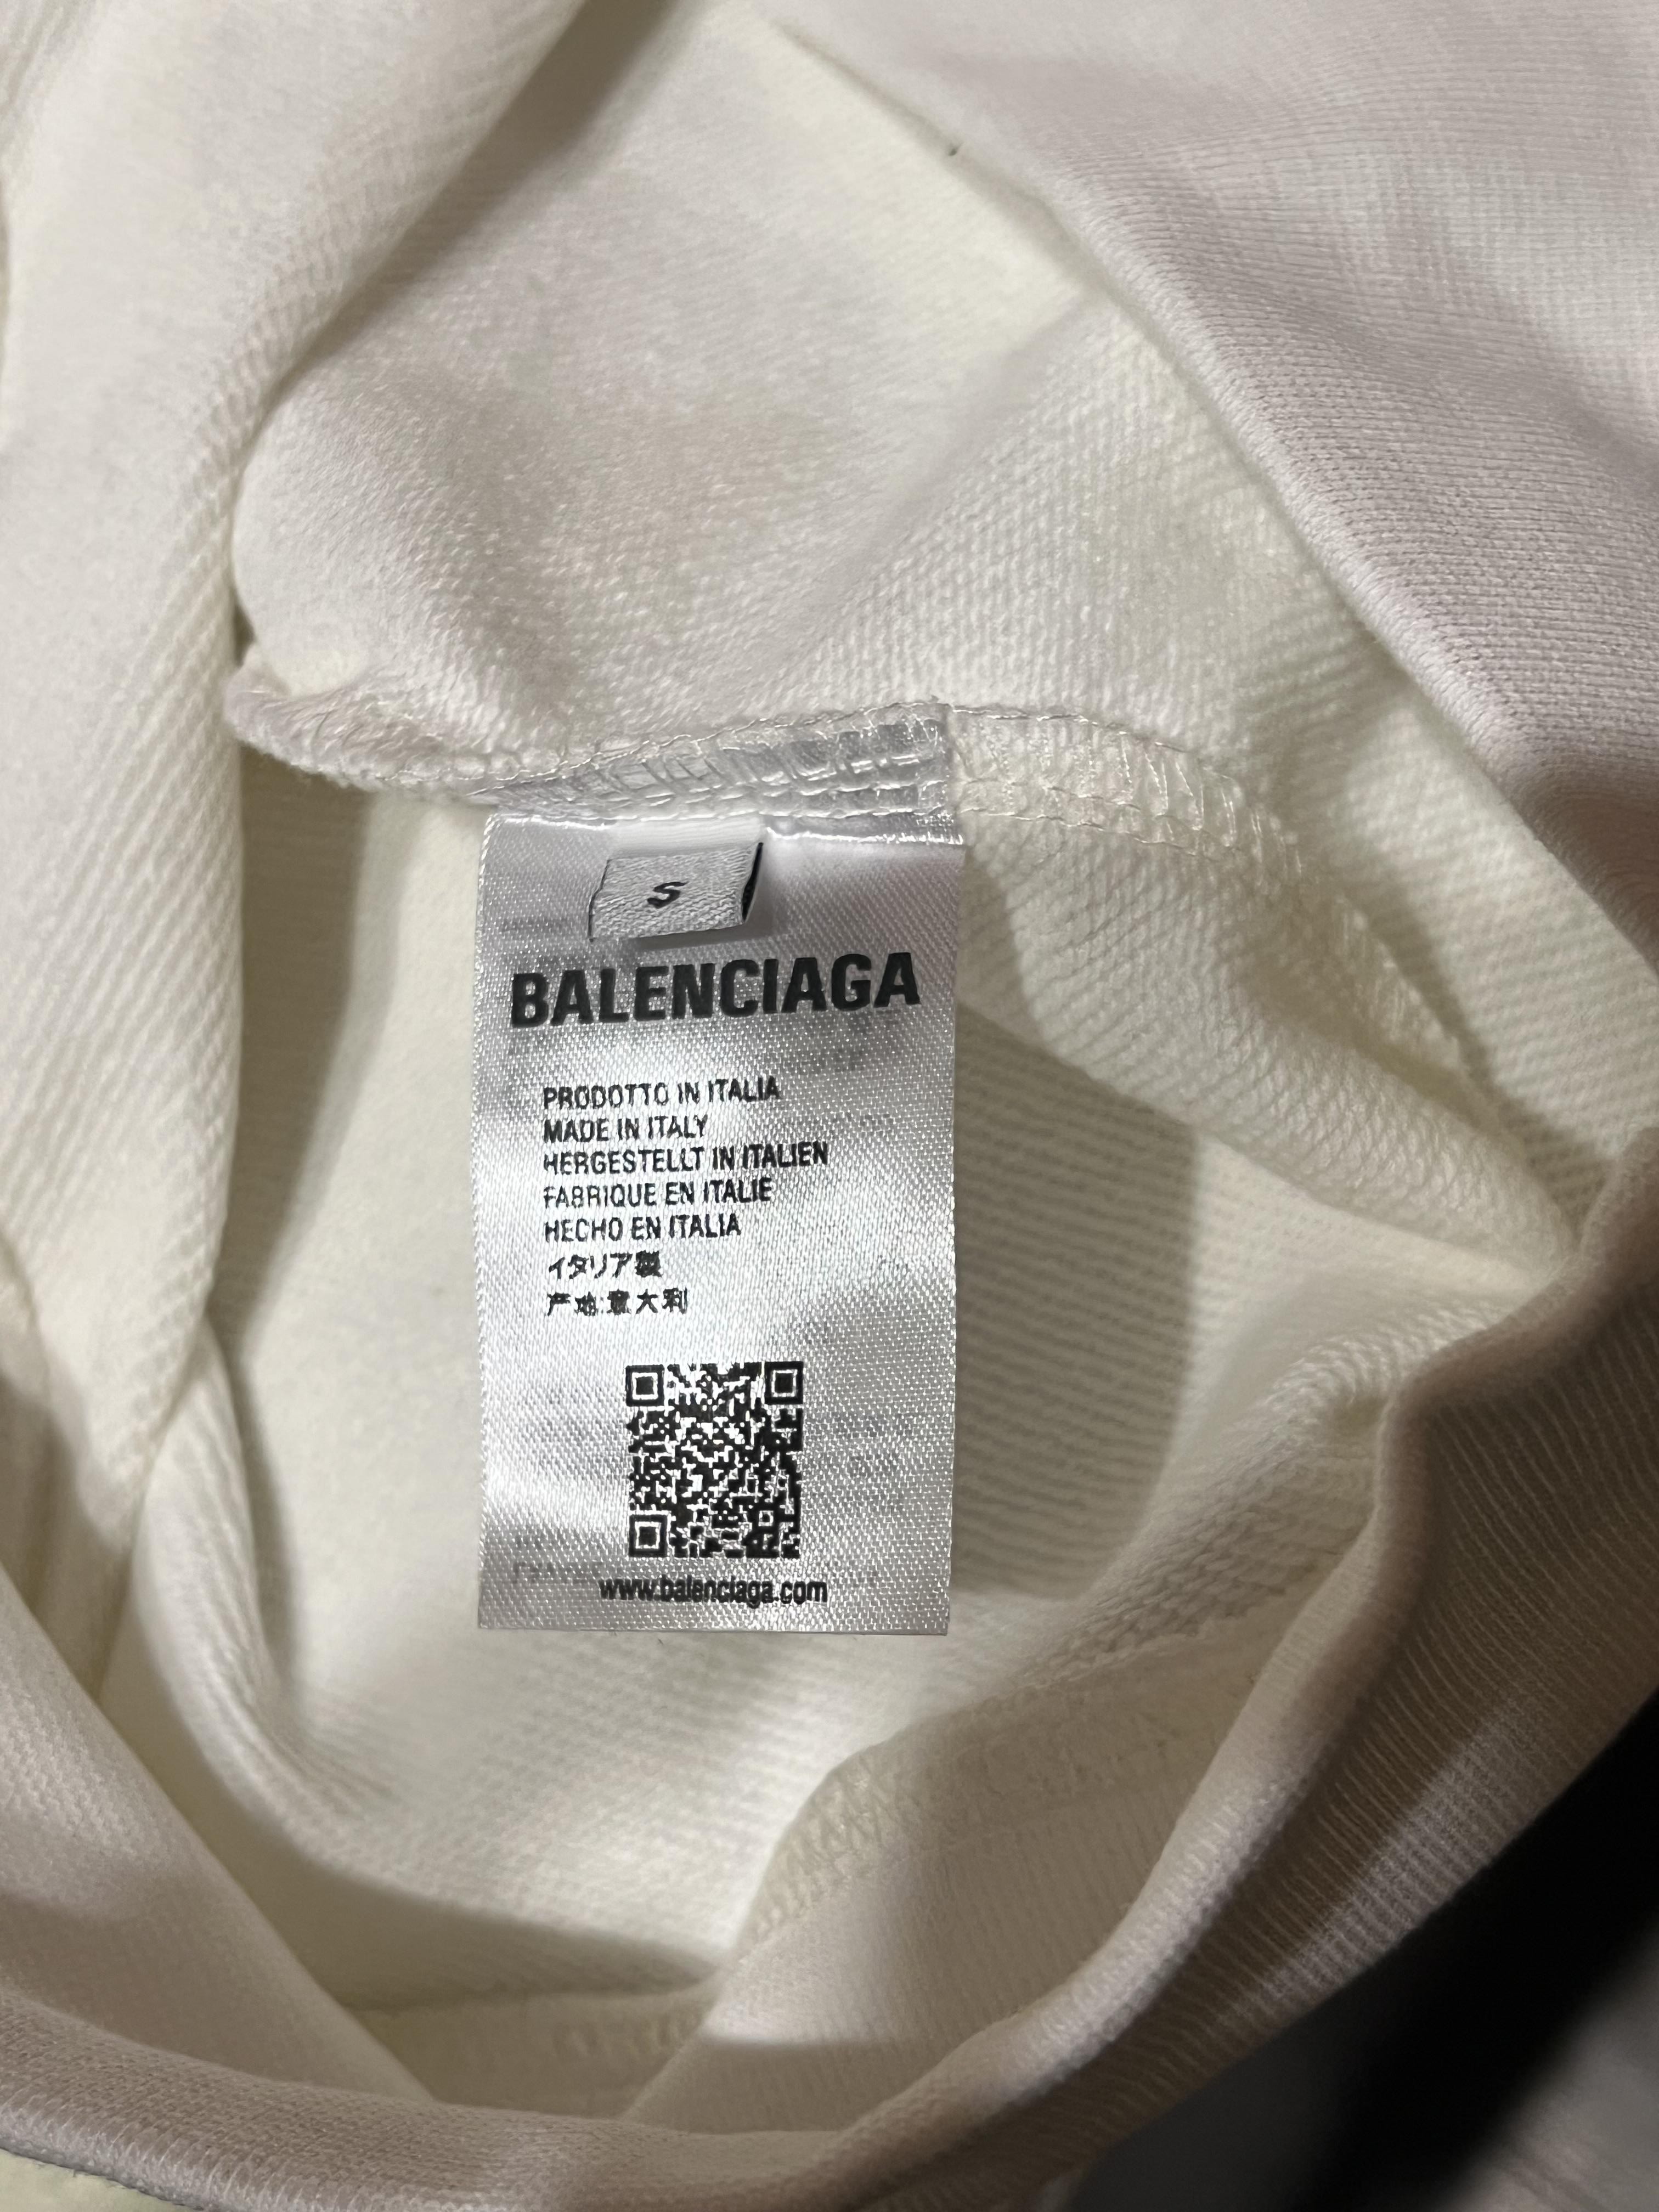 S
BALENCIAGA
PRODOTTO IN ITALIA
MADE IN ITALY
HERGESTELLT IN ITALIEN
FABRIQUE EN ITALIE
HECHO EN ITALIA
イタリア製
产地:意大利
www.balenciaga.com